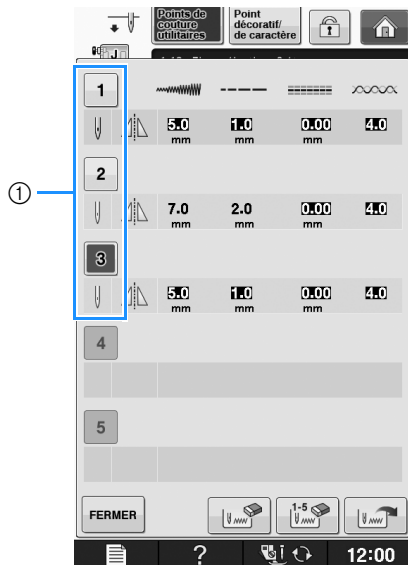 Points de
couture
utilitaires
Point
décoratif/
de caractère
J
1
5.0 mm 1.0 mm 0.00 mm 4.0
2
7.0 mm 2.0 mm 0.00 mm 4.0
①
3
5.0 mm 1.0 mm 0.00 mm 4.0
4
5
FERMER
1-5
?
12:00